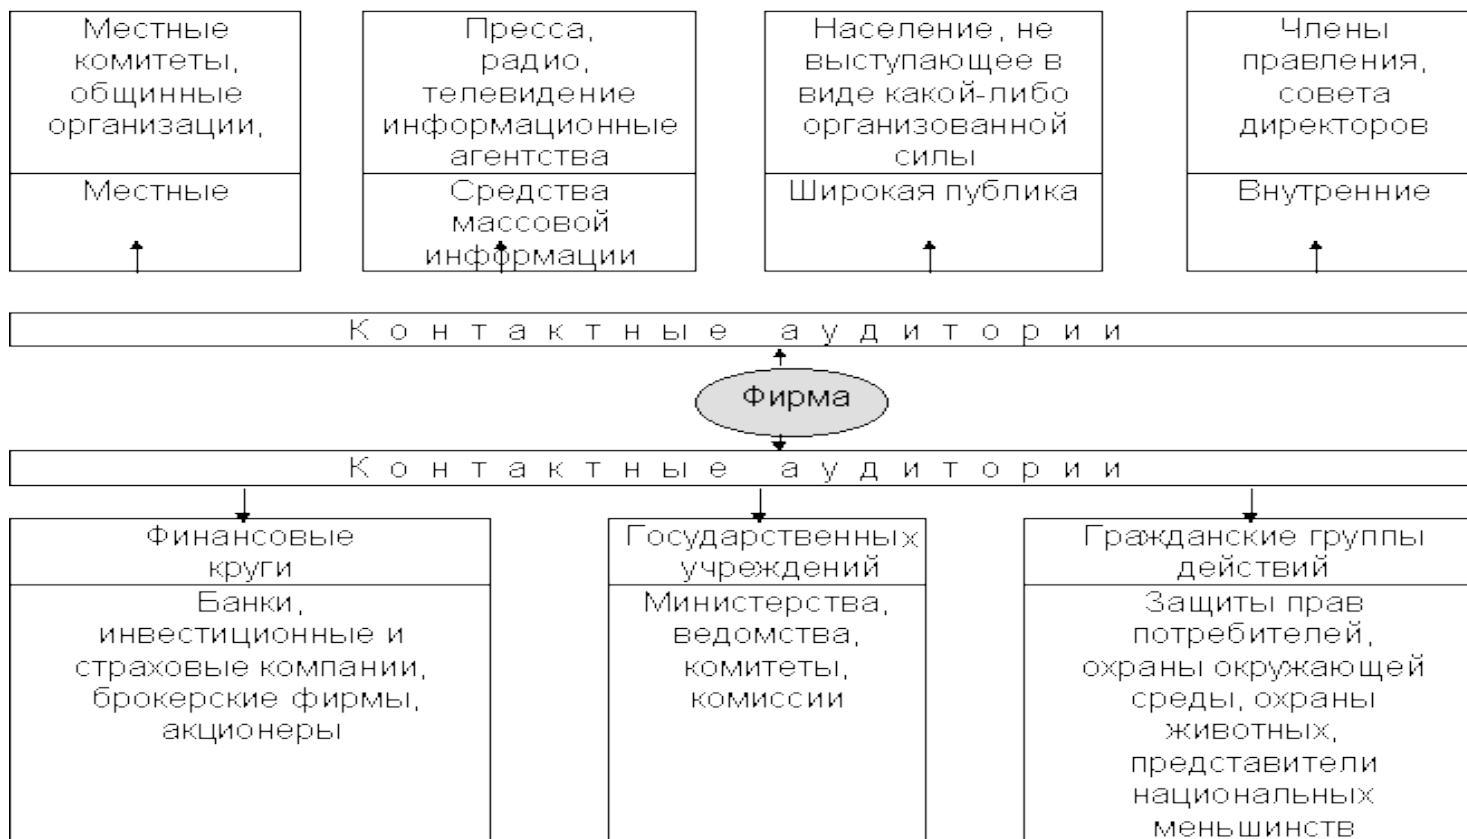 Местные
комитеты,
общинные
организации,
Местные
Пресса,
радио,
телевидение
информационные
агентства
Средства
массовой
информации
Население, не
выступающее в
виде какой-либо
организованной
силы
Широкая публика
Члены
правления,
совета
директоров
Внутренние
Контактные аудитории
Фирма
Контактные аудитории
Финансовые
круги
Банки,
инвестиционные и
страховые компании,
брокерские фирмы,
акционеры
Государственных
учреждений
Министерства,
ведомства,
комитеты,
комиссии
Гражданские группы
действий
Защиты прав
потребителей,
охраны окружающей
среды, охраны
животных,
представители
национальных
меньшинств